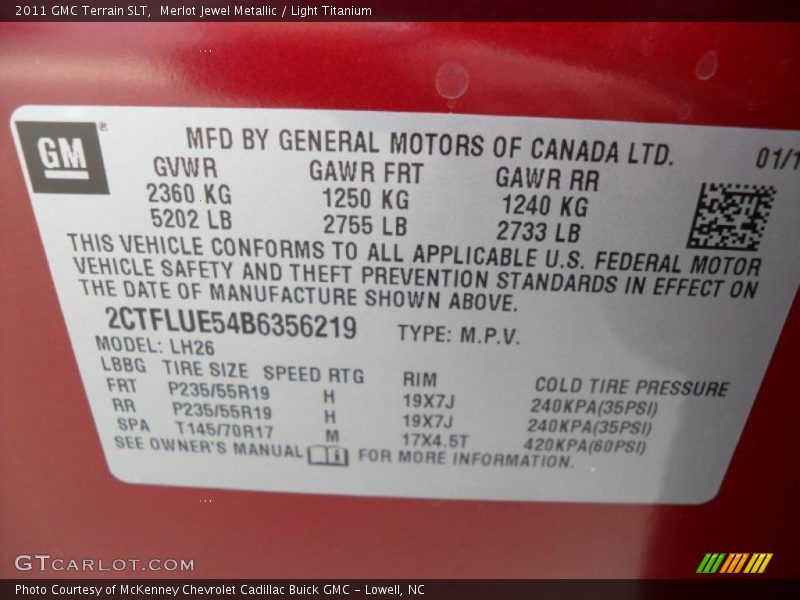 2011 GMC Terrain SLT, Merlot Jewel Metallic / Light Titanium
GM
®
MFD BY GENERAL MOTORS OF CANADA LTD.
01/1
GVWR GAWR FRT GAWR RR
2360 KG 1250 KG 1240 KG
5202 LB 2755 LB 2733 LB
THIS VEHICLE CONFORMS TO ALL APPLICABLE U.S. FEDERAL MOTOR
VEHICLE SAFETY AND THEFT PREVENTION STANDARDS IN EFFECT ON
THE DATE OF MANUFACTURE SHOWN ABOVE.
2CTFLUE54B6356219 TYPE: M.P.V.
MODEL: LH26
LBBG TIRE SIZE SPEED RTG RIM COLD TIRE PRESSURE
FRT P235/55R19 H 19X7J 240KPA(35PSI)
RR P235/55R19 H 19X7J 240KPA(35PSI)
SPA T145/70R17 M 17X4.5T 420KPA(60PSI)
SEE OWNER'S MANUAL FOR MORE INFORMATION.
GTCARLOT.COM
Photo Courtesy of McKenney Chevrolet Cadillac Buick GMC - Lowell, NC